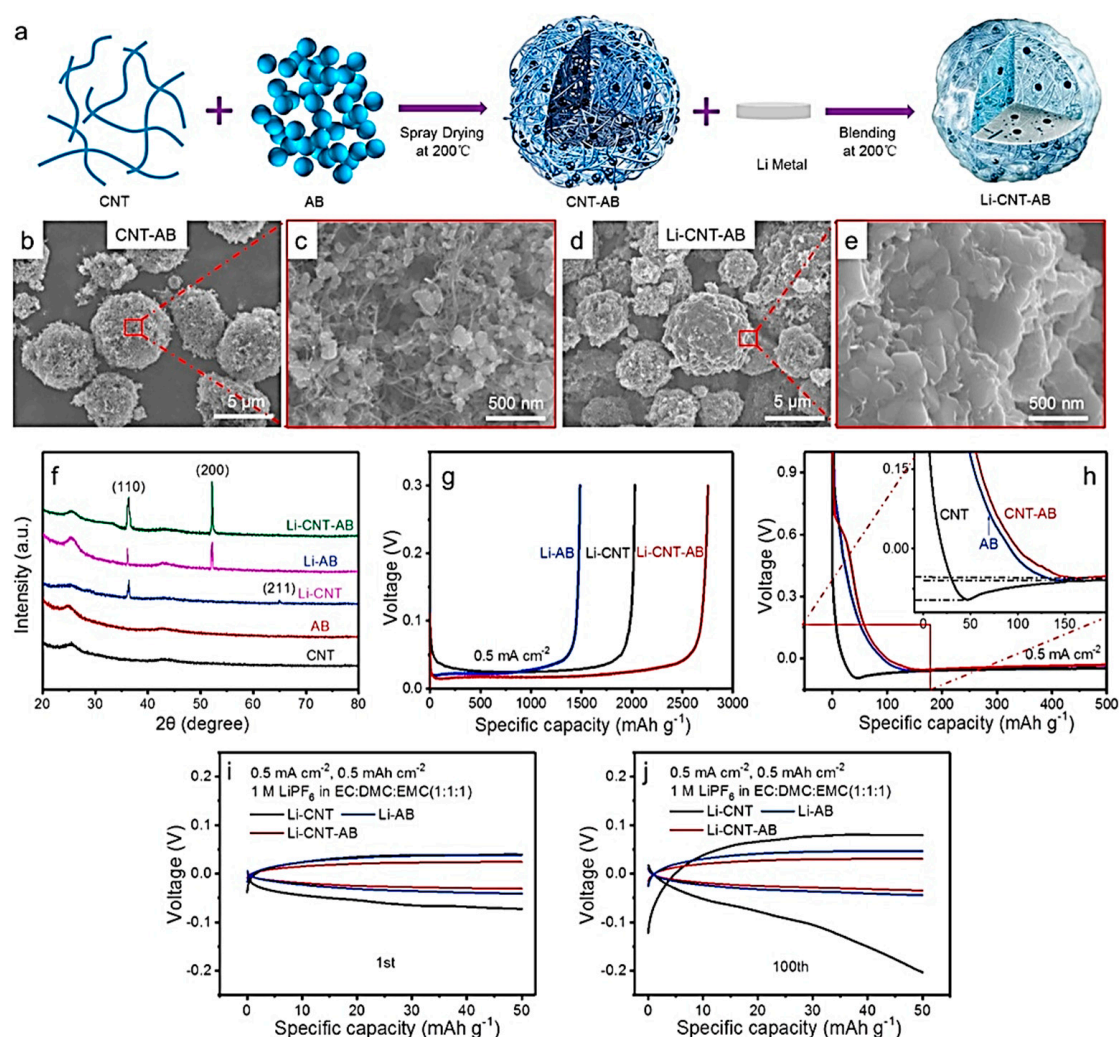 a
CNT
AB
Spray Drying
at 200℃
CNT-AB
Li Metal
Blending
at 200℃
Li-CNT-AB
b
CNT-AB
5 μm
c
500 nm
d
Li-CNT-AB
5 μm
e
500 nm
f
(110)
(200)
Li-CNT-AB
Li-AB
Li-CNT
(211)
AB
CNT
Intensity (a.u.)
20 30 40 50 60 70 80
2θ (degree)
g
0.3
0.2
0.1
0.0
Voltage (V)
Li-AB
Li-CNT
Li-CNT-AB
0.5 mA cm⁻²
0 500 1000 1500 2000 2500 3000
Specific capacity (mAh g⁻¹)
h
0.9
0.6
0.3
0.0
Voltage (V)
0.15
0.00
CNT
CNT-AB
AB
0 50 100 150
0.5 mA cm⁻²
0 100 200 300 400 500
Specific capacity (mAh g⁻¹)
i
0.5 mA cm⁻², 0.5 mAh cm⁻²
1 M LiPF₆ in EC:DMC:EMC(1:1:1)
Li-CNT
Li-AB
Li-CNT-AB
0.2
0.1
0.0
-0.1
-0.2
Voltage (V)
1st
0 10 20 30 40 50
Specific capacity (mAh g⁻¹)
j
0.5 mA cm⁻², 0.5 mAh cm⁻²
1 M LiPF₆ in EC:DMC:EMC(1:1:1)
Li-CNT
Li-AB
Li-CNT-AB
0.2
0.1
0.0
-0.1
-0.2
Voltage (V)
100th
0 10 20 30 40 50
Specific capacity (mAh g⁻¹)